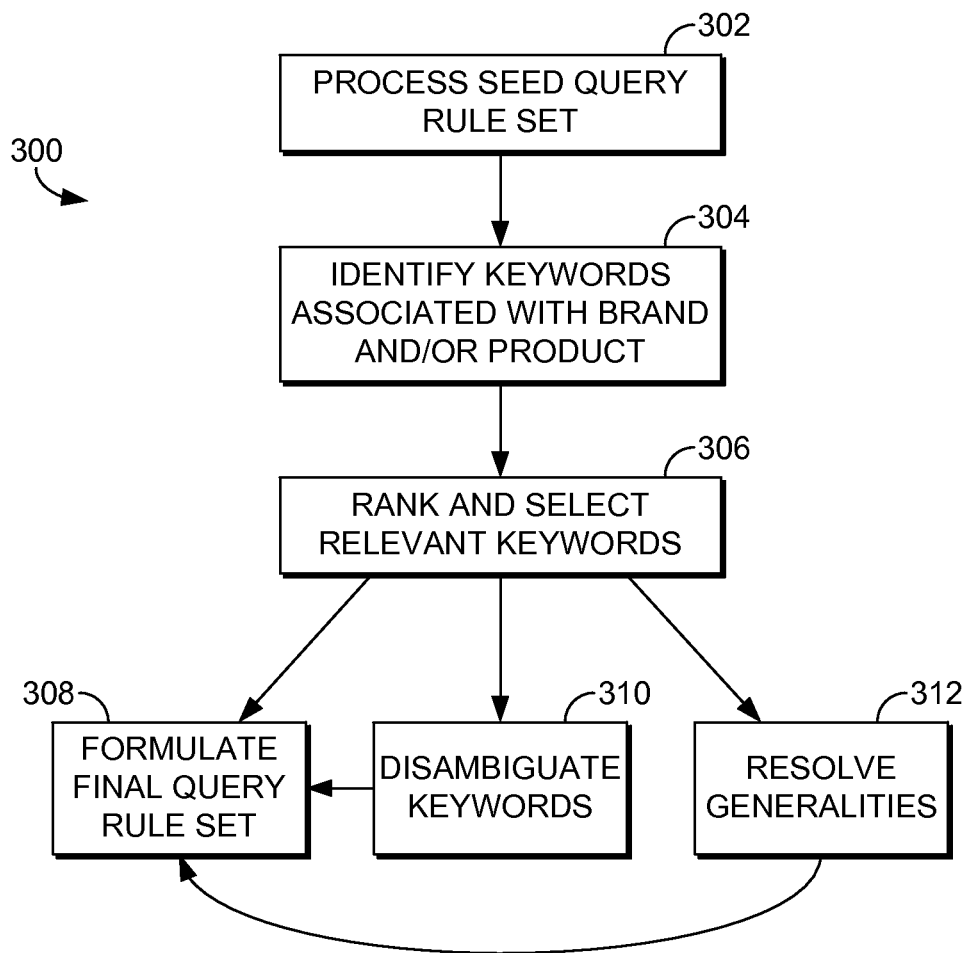 302
PROCESS SEED QUERY
RULE SET
300
304
IDENTIFY KEYWORDS
ASSOCIATED WITH BRAND
AND/OR PRODUCT
306
RANK AND SELECT
RELEVANT KEYWORDS
308
FORMULATE
FINAL QUERY
RULE SET
310
DISAMBIGUATE
KEYWORDS
312
RESOLVE
GENERALITIES